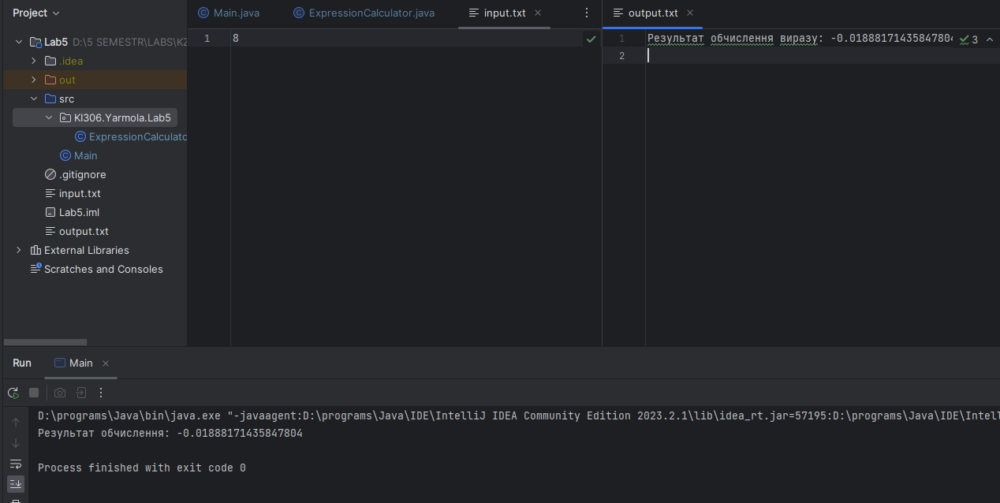 Project
Lab5 D:\5 SEMESTR\LABS\KZ
.idea
out
src
KI306.Yarmola.Lab5
ExpressionCalculato
Main
.gitignore
input.txt
Lab5.iml
output.txt
External Libraries
Scratches and Consoles
Main.java ExpressionCalculator.java input.txt
1 8
output.txt
1 Результат обчислення виразу: -0.01888171435847804 3
2
Run Main
D:\programs\Java\bin\java.exe "-javaagent:D:\programs\Java\IDE\IntelliJ IDEA Community Edition 2023.2.1\lib\idea_rt.jar=57195:D:\programs\Java\IDE\Intell
Результат обчислення: -0.01888171435847804
Process finished with exit code 0